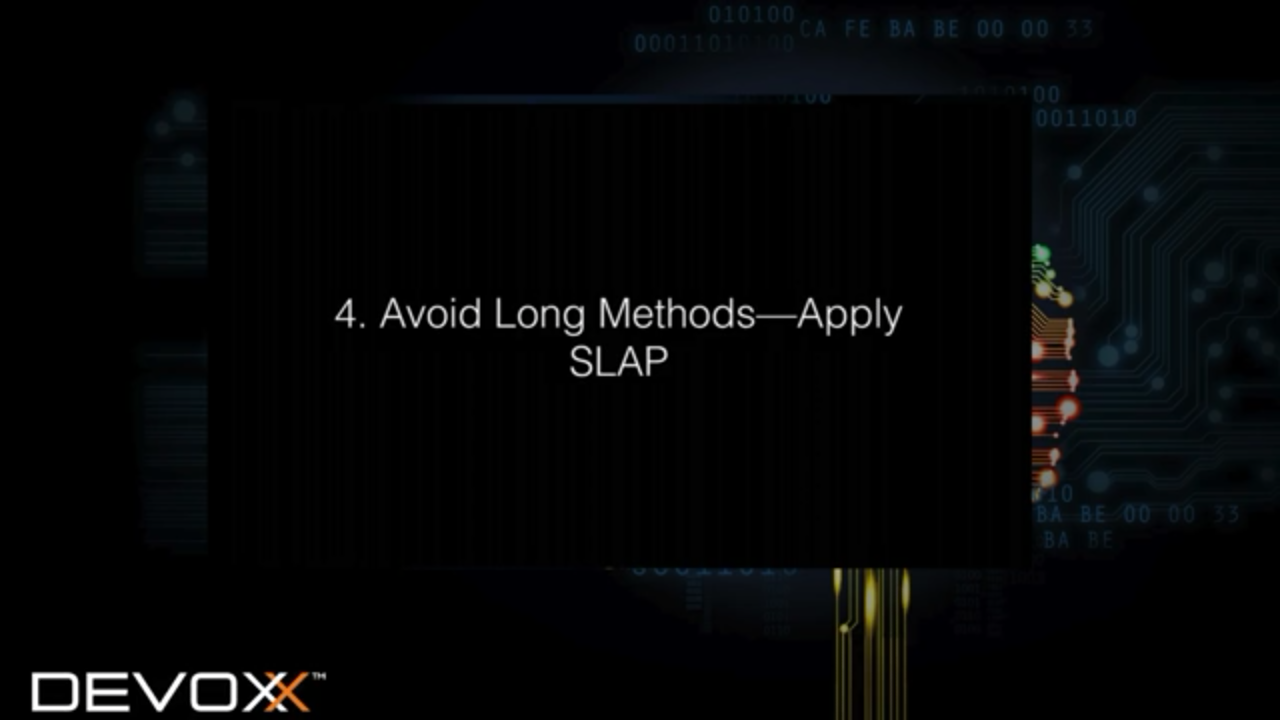 010100
CA FE BA BE 00 00 33
00011010100
0011010
4. Avoid Long Methods—Apply
SLAP
BA BE 00 00 33
BA BE
DEVOXX™